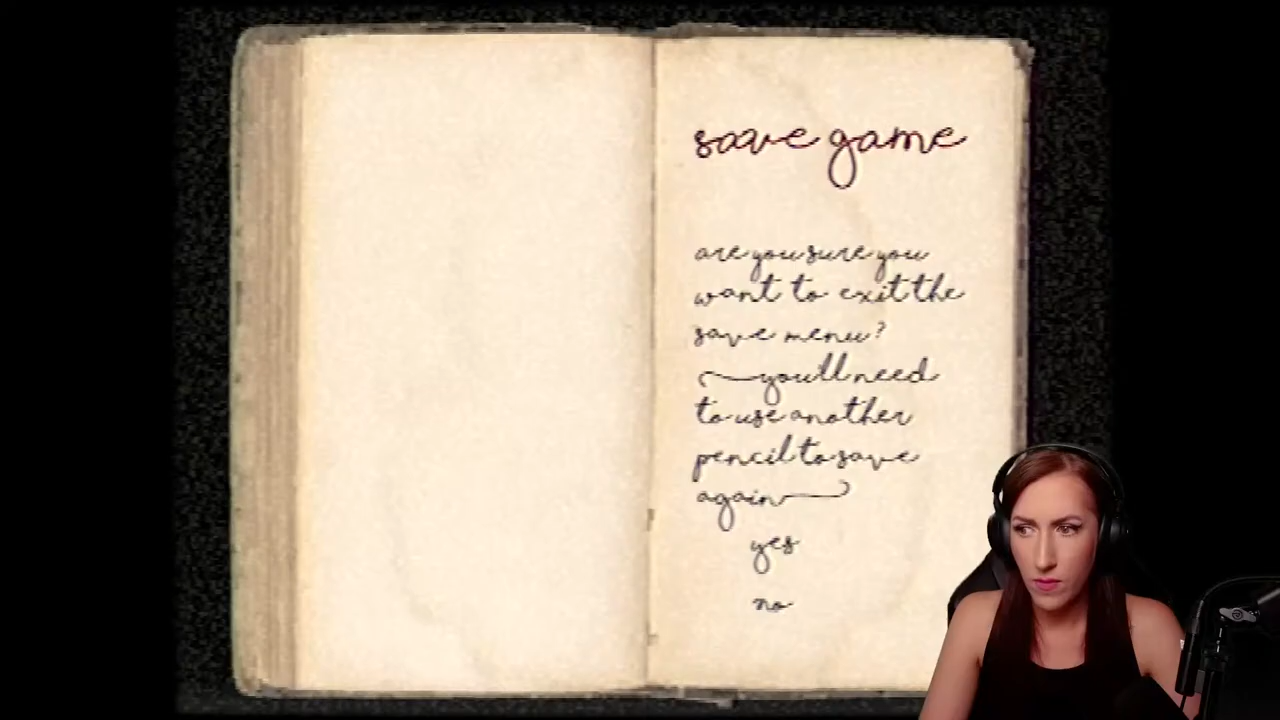 save game
are you sure you
want to exit the
save menu?
(you'll need
to use another
pencil to save
again)
yes
no